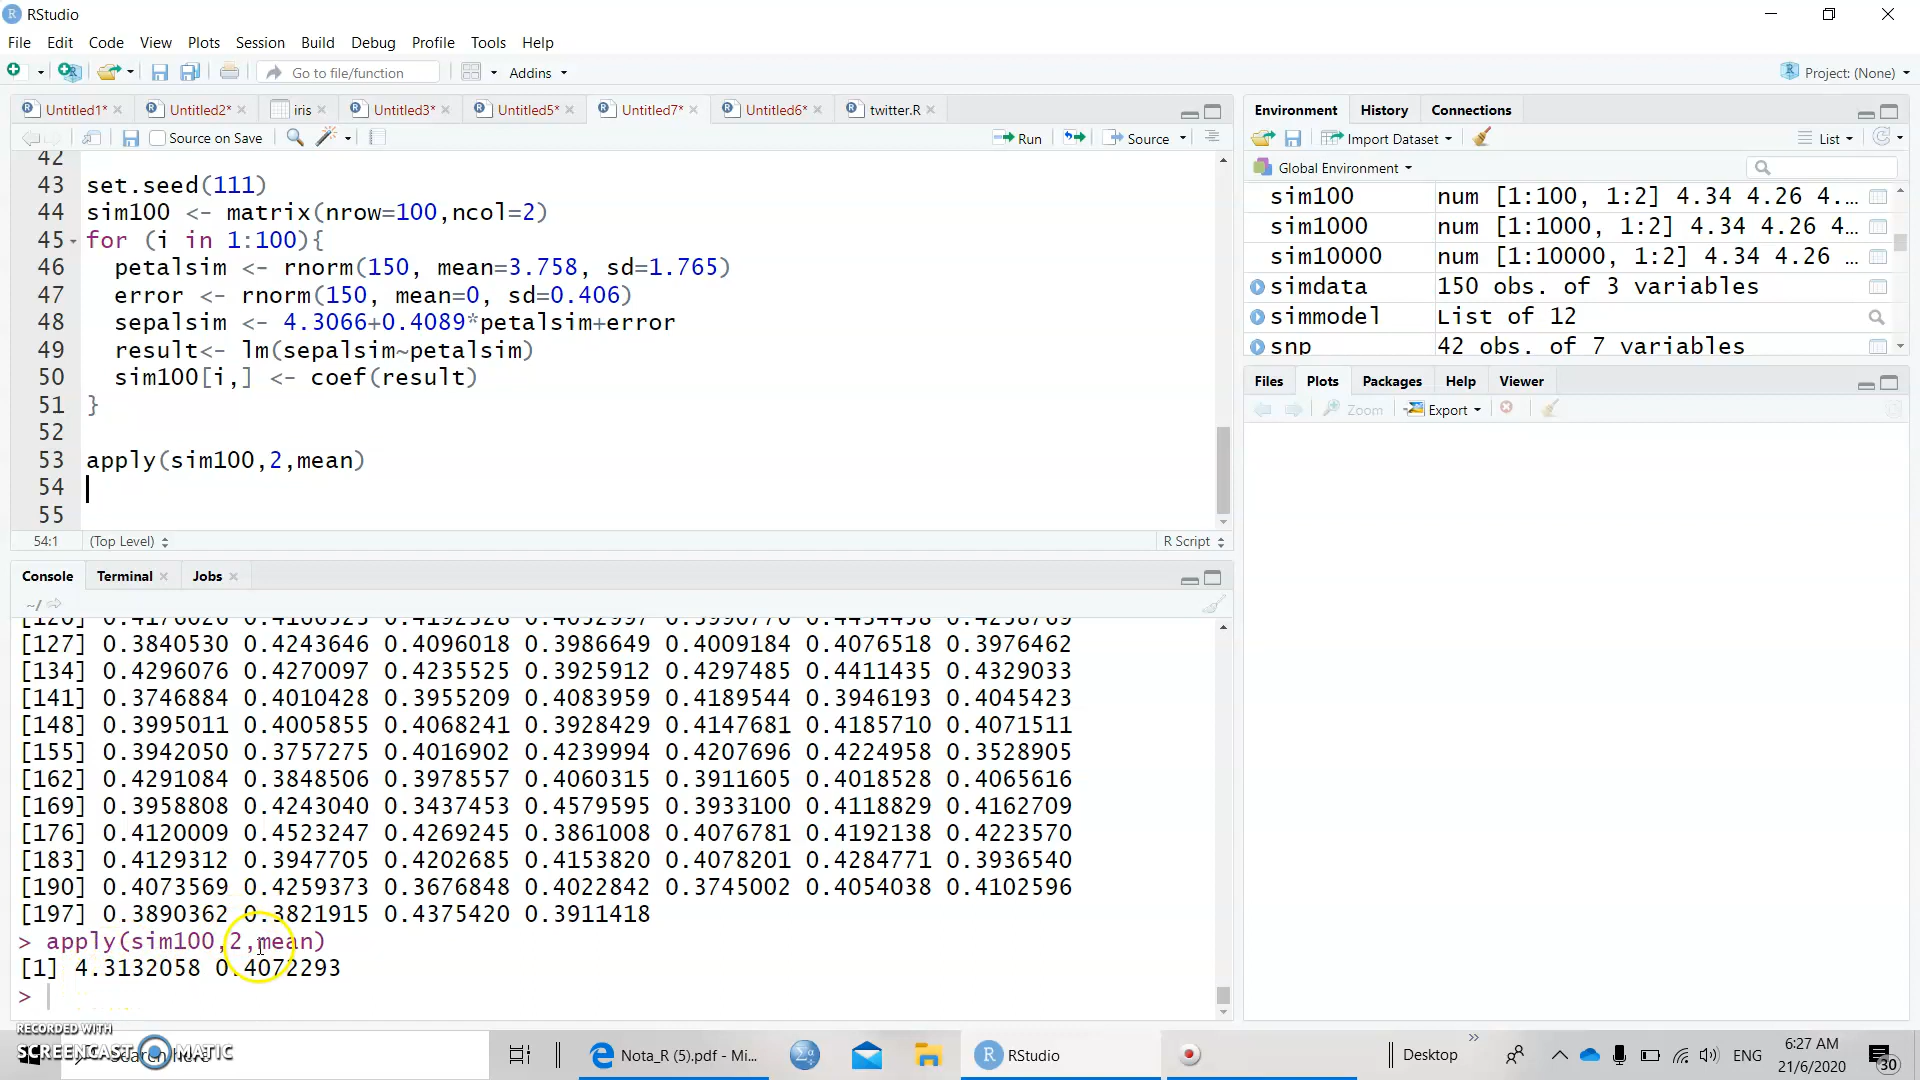 RStudio
File Edit Code View Plots Session Build Debug Profile Tools Help
Go to file/function Addins Project: (None)
Untitled1* Untitled2* iris Untitled3* Untitled5* Untitled7* Untitled6* twitter.R
Source on Save Run Source
42
43 set.seed(111)
44 sim100 <- matrix(nrow=100,ncol=2)
45 for (i in 1:100){
46 petalsim <- rnorm(150, mean=3.758, sd=1.765)
47 error <- rnorm(150, mean=0, sd=0.406)
48 sepalsim <- 4.3066+0.4089*petalsim+error
49 result<- lm(sepalsim~petalsim)
50 sim100[i,] <- coef(result)
51 }
52
53 apply(sim100,2,mean)
54
55
54:1 (Top Level) R Script
Console Terminal Jobs
~/
[127] 0.3840530 0.4243646 0.4096018 0.3986649 0.4009184 0.4076518 0.3976462
[134] 0.4296076 0.4270097 0.4235525 0.3925912 0.4297485 0.4411435 0.4329033
[141] 0.3746884 0.4010428 0.3955209 0.4083959 0.4189544 0.3946193 0.4045423
[148] 0.3995011 0.4005855 0.4068241 0.3928429 0.4147681 0.4185710 0.4071511
[155] 0.3942050 0.3757275 0.4016902 0.4239994 0.4207696 0.4224958 0.3528905
[162] 0.4291084 0.3848506 0.3978557 0.4060315 0.3911605 0.4018528 0.4065616
[169] 0.3958808 0.4243040 0.3437453 0.4579595 0.3933100 0.4118829 0.4162709
[176] 0.4120009 0.4523247 0.4269245 0.3861008 0.4076781 0.4192138 0.4223570
[183] 0.4129312 0.3947705 0.4202685 0.4153820 0.4078201 0.4284771 0.3936540
[190] 0.4073569 0.4259373 0.3676848 0.4022842 0.3745002 0.4054038 0.4102596
[197] 0.3890362 0.3821915 0.4375420 0.3911418
> apply(sim100,2,mean)
[1] 4.3132058 0.4072293
>
Environment History Connections
Import Dataset List
Global Environment
sim100 num [1:100, 1:2] 4.34 4.26 4....
sim1000 num [1:1000, 1:2] 4.34 4.26 4...
sim10000 num [1:10000, 1:2] 4.34 4.26 ...
simdata 150 obs. of 3 variables
simmodel List of 12
snp 42 obs. of 7 variables
Files Plots Packages Help Viewer
Zoom Export
RECORDED WITH
SCREENCAST MATIC
Nota_R (5).pdf - Mi...
RStudio
Desktop
ENG
6:27 AM
21/6/2020
30